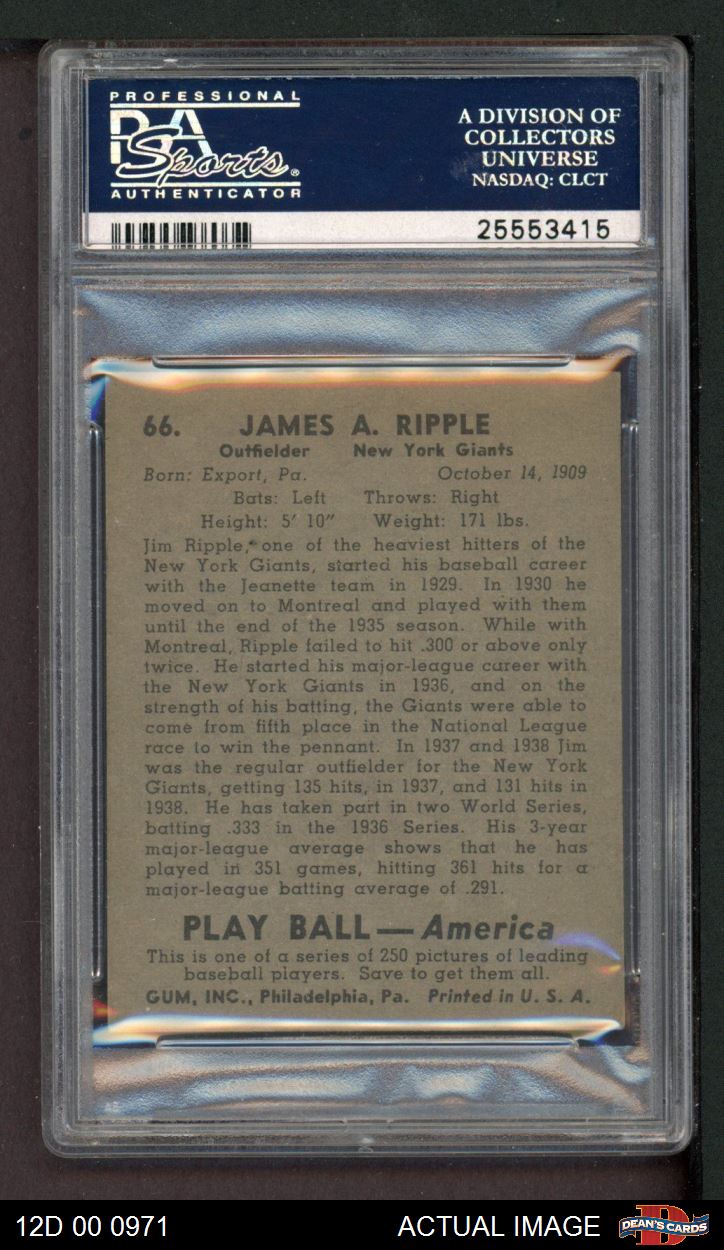 PROFESSIONAL
PSA
Sports®
AUTHENTICATOR
A DIVISION OF
COLLECTORS
UNIVERSE
NASDAQ: CLCT
25553415
66. JAMES A. RIPPLE
Outfielder New York Giants
Born: Export, Pa. October 14, 1909
Bats: Left Throws: Right
Height: 5′ 10″ Weight: 171 lbs.
Jim Ripple, one of the heaviest hitters of the
New York Giants, started his baseball career
with the Jeanette team in 1929. In 1930 he
moved on to Montreal and played with them
until the end of the 1935 season. While with
Montreal, Ripple failed to hit .300 or above only
twice. He started his major-league career with
the New York Giants in 1936, and on the
strength of his batting, the Giants were able to
come from fifth place in the National League
race to win the pennant. In 1937 and 1938 Jim
was the regular outfielder for the New York
Giants, getting 135 hits, in 1937, and 131 hits in
1938. He has taken part in two World Series,
batting .333 in the 1936 Series. His 3-year
major-league average shows that he has
played in 351 games, hitting 361 hits for a
major-league batting average of .291.
PLAY BALL — America
This is one of a series of 250 pictures of leading
baseball players. Save to get them all.
GUM, INC., Philadelphia, Pa. Printed in U. S. A.
12D 00 0971 ACTUAL IMAGE DEAN'S CARDS